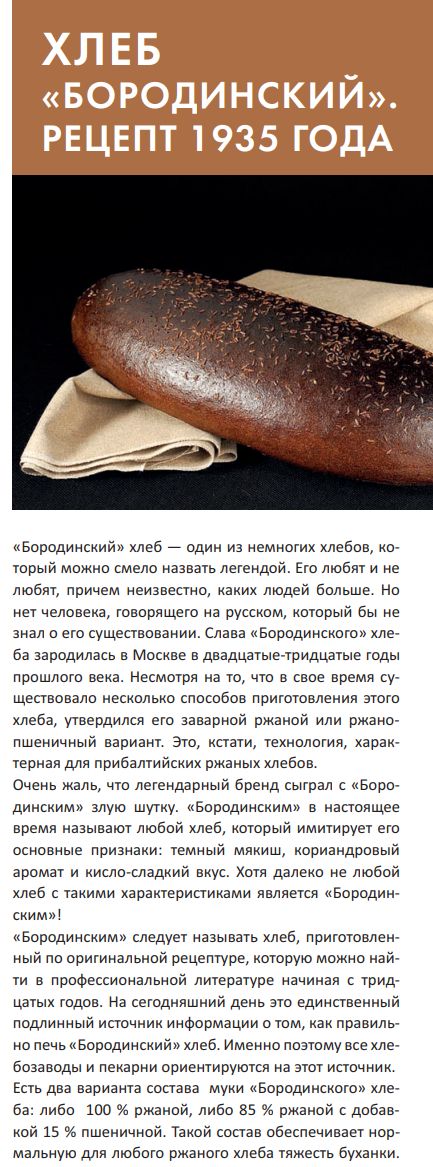 ХЛЕБ
«БОРОДИНСКИЙ».
РЕЦЕПТ 1935 ГОДА
«Бородинский» хлеб — один из немногих хлебов, ко-
торый можно смело назвать легендой. Его любят и не
любят, причем неизвестно, каких людей больше. Но
нет человека, говорящего на русском, который бы не
знал о его существовании. Слава «Бородинского» хле-
ба зародилась в Москве в двадцатые-тридцатые годы
прошлого века. Несмотря на то, что в свое время су-
ществовало несколько способов приготовления этого
хлеба, утвердился его заварной ржаной или ржано-
пшеничный вариант. Это, кстати, технология, харак-
терная для прибалтийских ржаных хлебов.
Очень жаль, что легендарный бренд сыграл с «Боро-
динским» злую шутку. «Бородинским» в настоящее
время называют любой хлеб, который имитирует его
основные признаки: темный мякиш, кориандровый
аромат и кисло-сладкий вкус. Хотя далеко не любой
хлеб с такими характеристиками является «Бородин-
ским»!
«Бородинским» следует называть хлеб, приготовлен-
ный по оригинальной рецептуре, которую можно най-
ти в профессиональной литературе начиная с трид-
цатых годов. На сегодняшний день это единственный
подлинный источник информации о том, как правиль-
но печь «Бородинский» хлеб. Именно поэтому все хле-
бозаводы и пекарни ориентируются на этот источник.
Есть два варианта состава муки «Бородинского» хле-
ба: либо 100 % ржаной, либо 85 % ржаной с добав-
кой 15 % пшеничной. Такой состав обеспечивает нор-
мальную для любого ржаного хлеба тяжесть буханки.